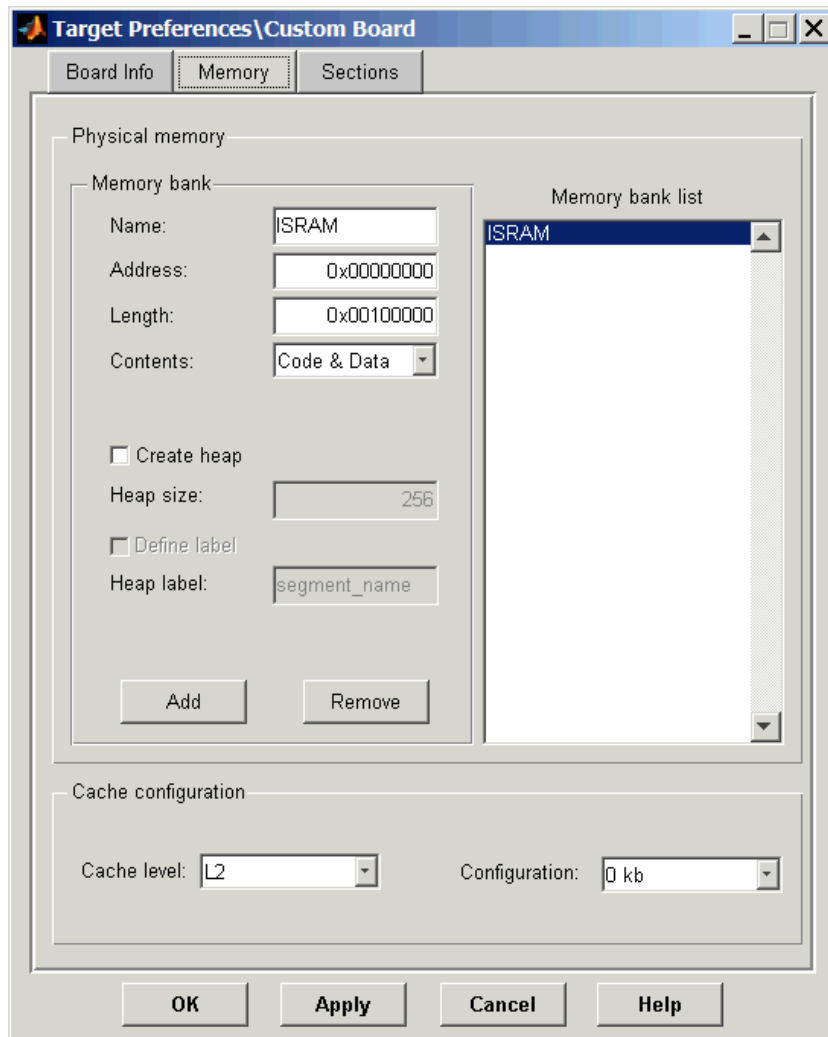 Target Preferences\Custom Board
Board Info Memory Sections
Physical memory
Memory bank
Memory bank list
Name: ISRAM
ISRAM
Address: 0x00000000
Length: 0x00100000
Contents: Code & Data
Create heap
Heap size: 256
Define label
Heap label: segment_name
Add Remove
Cache configuration
Cache level: L2 Configuration: 0 kb
OK Apply Cancel Help